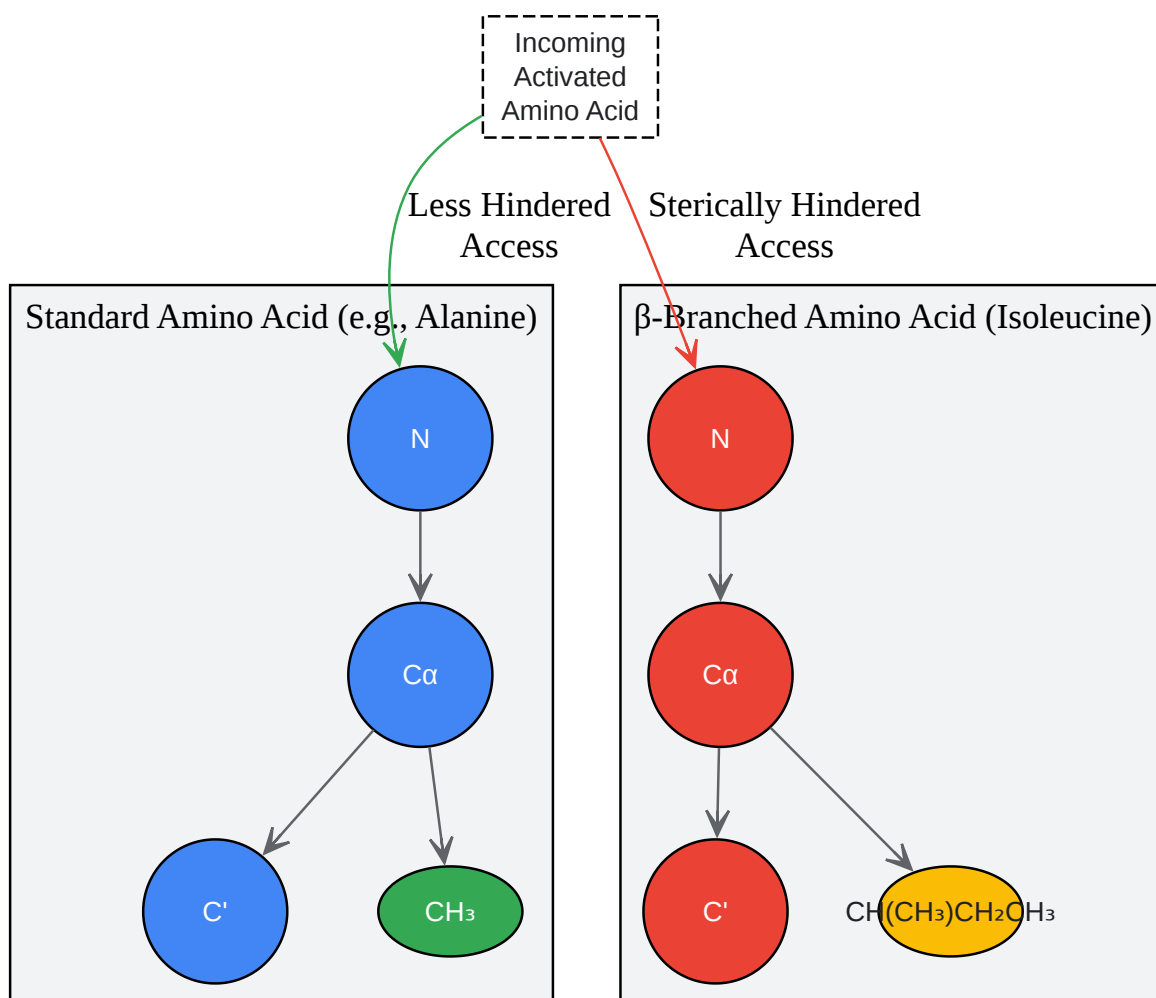 Incoming
Activated
Amino Acid
Less Hindered
Access
Sterically Hindered
Access
Standard Amino Acid (e.g., Alanine)
N
Cα
C'
CH₃
β-Branched Amino Acid (Isoleucine)
N
Cα
C'
CH(CH₃)CH₂CH₃